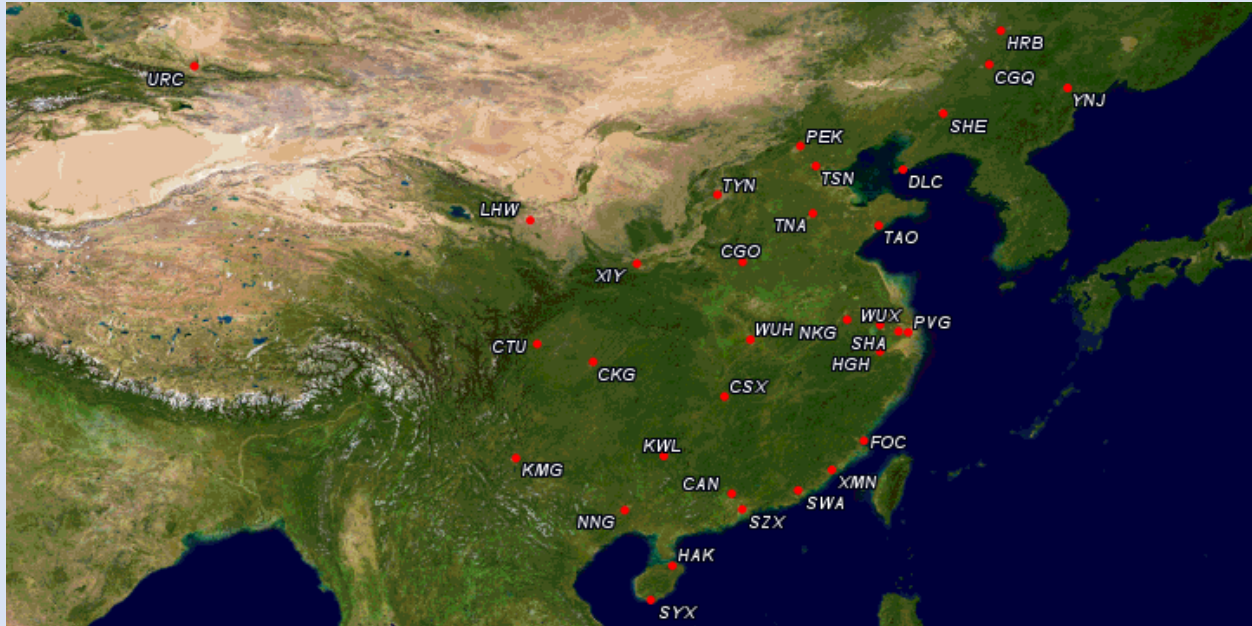 HRB
URC
CGQ
YNJ
SHE
PEK
TSN
DLC
TYN
LHW
TNA
TAO
CGO
XIY
WUX
PVG
WUH
NKG
SHA
CTU
HGH
CKG
CSX
FOC
KWL
KMG
XMN
CAN
SWA
NNG
SZX
HAK
SYX